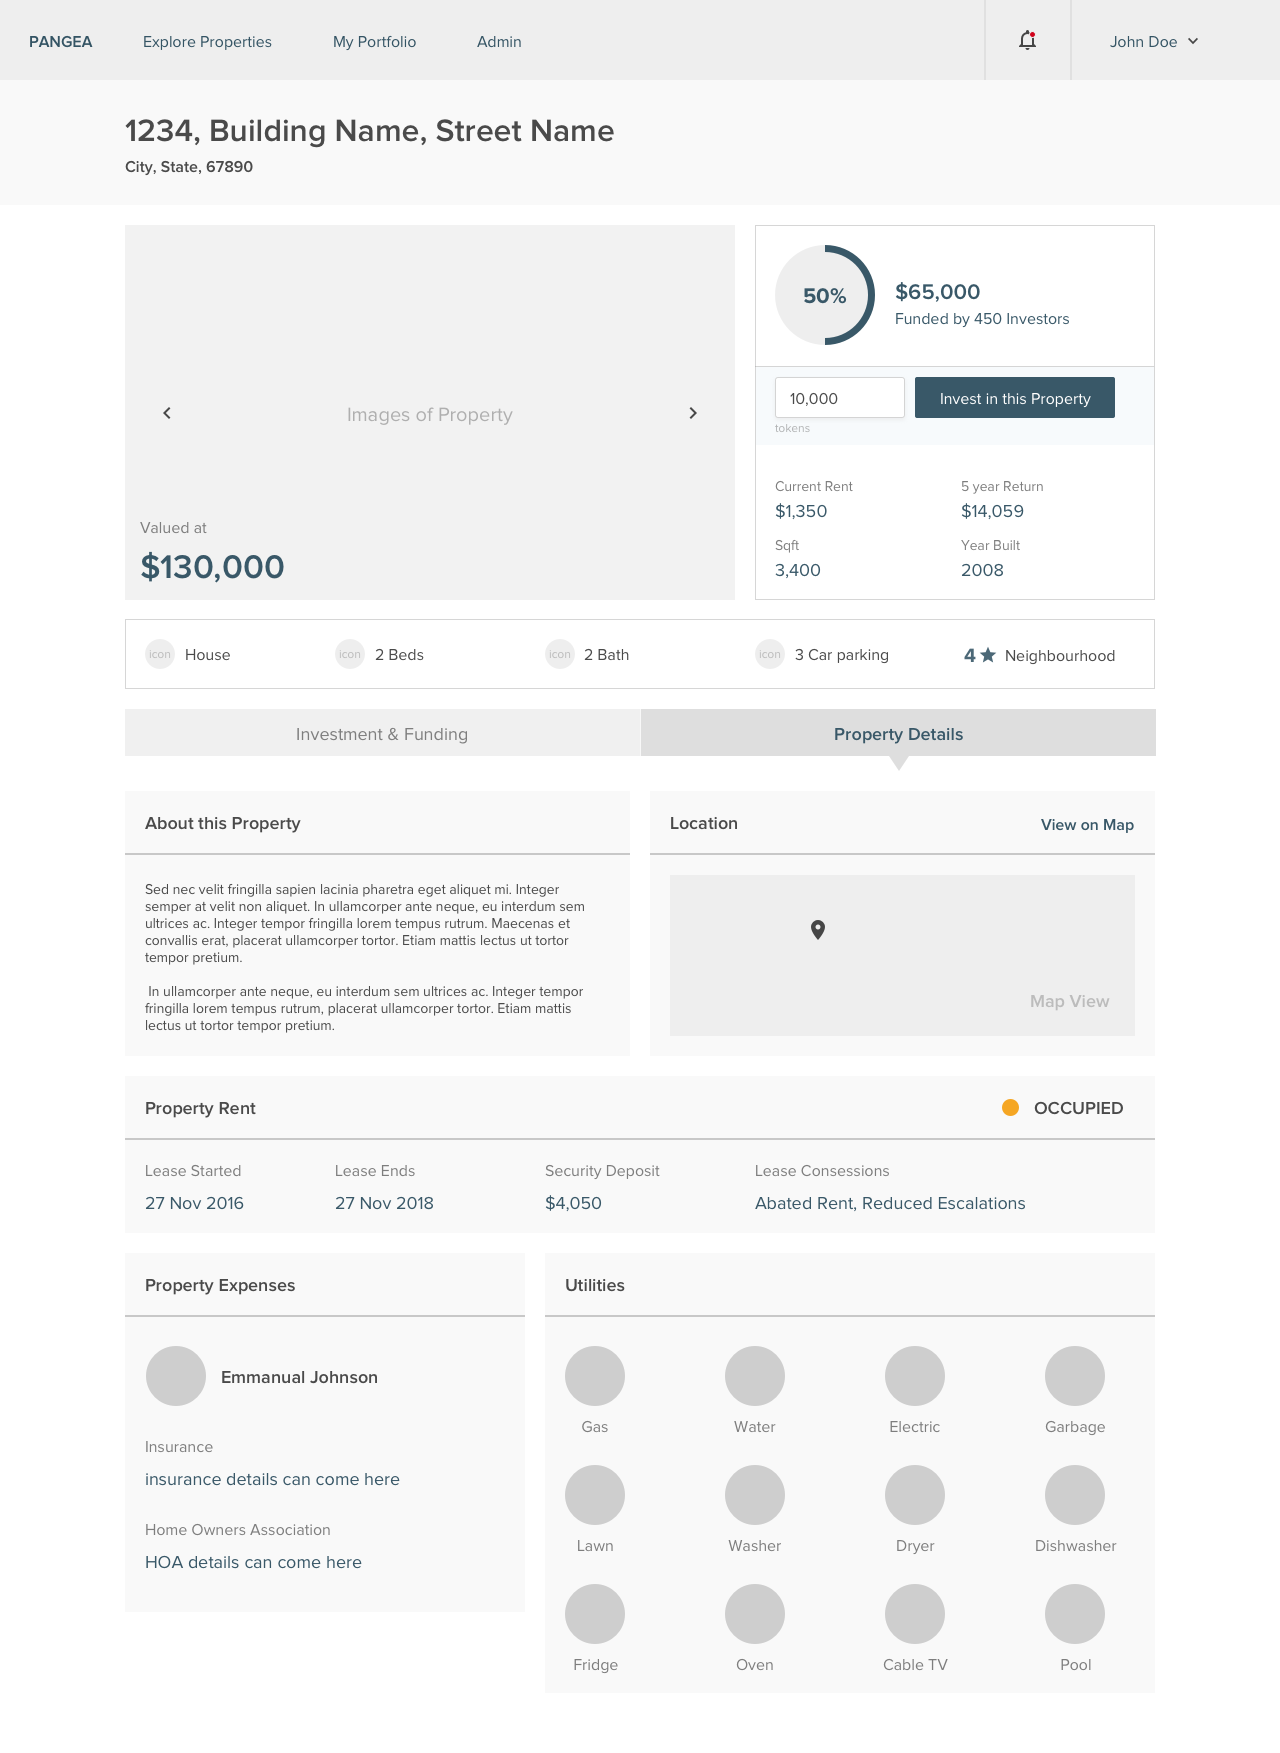 PANGEA
Explore Properties
My Portfolio
Admin
John Doe
1234, Building Name, Street Name
City, State, 67890
Images of Property
Valued at
$130,000
50%
$65,000
Funded by 450 Investors
10,000
Invest in this Property
tokens
Current Rent
5 year Return
$1,350
$14,059
Sqft
Year Built
3,400
2008
icon House
icon 2 Beds
icon 2 Bath
icon 3 Car parking
4 Neighbourhood
Investment & Funding
Property Details
About this Property
Sed nec velit fringilla sapien lacinia pharetra eget aliquet mi. Integer
semper at velit non aliquet. In ullamcorper ante neque, eu interdum sem
ultrices ac. Integer tempor fringilla lorem tempus rutrum. Maecenas et
convallis erat, placerat ullamcorper tortor. Etiam mattis lectus ut tortor
tempor pretium.
In ullamcorper ante neque, eu interdum sem ultrices ac. Integer tempor
fringilla lorem tempus rutrum, placerat ullamcorper tortor. Etiam mattis
lectus ut tortor tempor pretium.
Location
View on Map
Map View
Property Rent
OCCUPIED
Lease Started
Lease Ends
Security Deposit
Lease Consessions
27 Nov 2016
27 Nov 2018
$4,050
Abated Rent, Reduced Escalations
Property Expenses
Emmanual Johnson
Insurance
insurance details can come here
Home Owners Association
HOA details can come here
Utilities
Gas
Water
Electric
Garbage
Lawn
Washer
Dryer
Dishwasher
Fridge
Oven
Cable TV
Pool